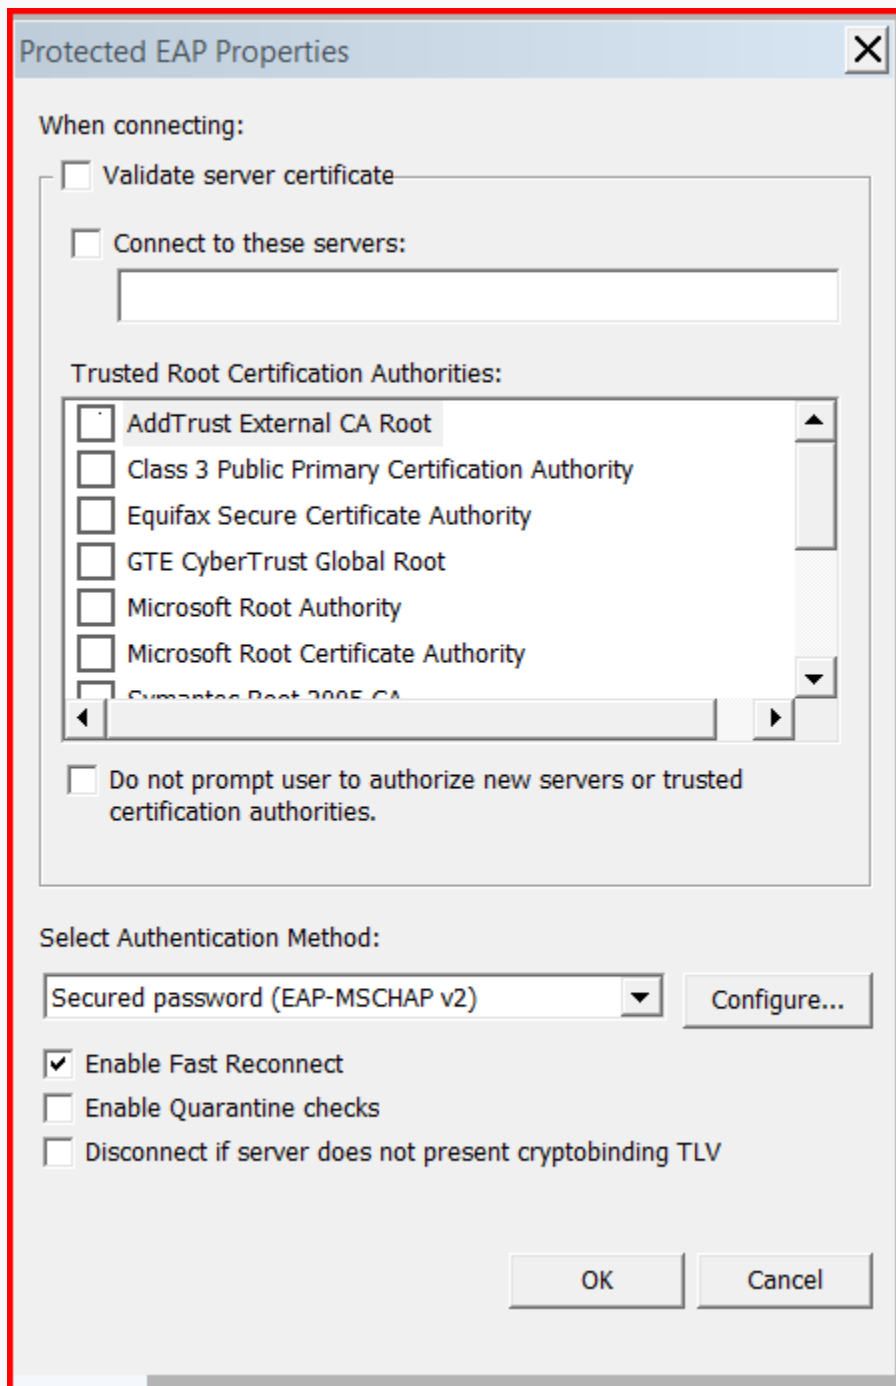 Protected EAP Properties
When connecting:
Validate server certificate
Connect to these servers:
Trusted Root Certification Authorities:
AddTrust External CA Root
Class 3 Public Primary Certification Authority
Equifax Secure Certificate Authority
GTE CyberTrust Global Root
Microsoft Root Authority
Microsoft Root Certificate Authority
Symantec Root 2005 CA
Do not prompt user to authorize new servers or trusted
certification authorities.
Select Authentication Method:
Secured password (EAP-MSCHAP v2)
Configure...
Enable Fast Reconnect
Enable Quarantine checks
Disconnect if server does not present cryptobinding TLV
OK Cancel